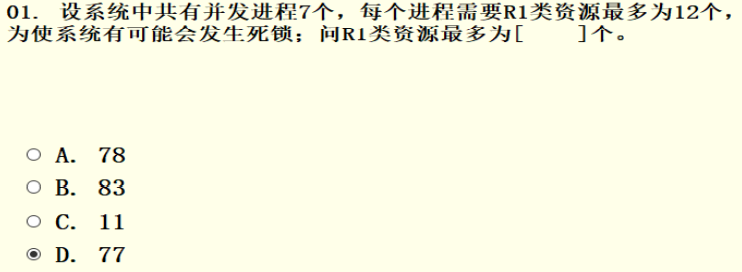 01. 设系统中共有并发进程7个，每个进程需要R1类资源最多为12个，
为使系统有可能会发生死锁；问R1类资源最多为[ ]个。
A. 78
B. 83
C. 11
D. 77